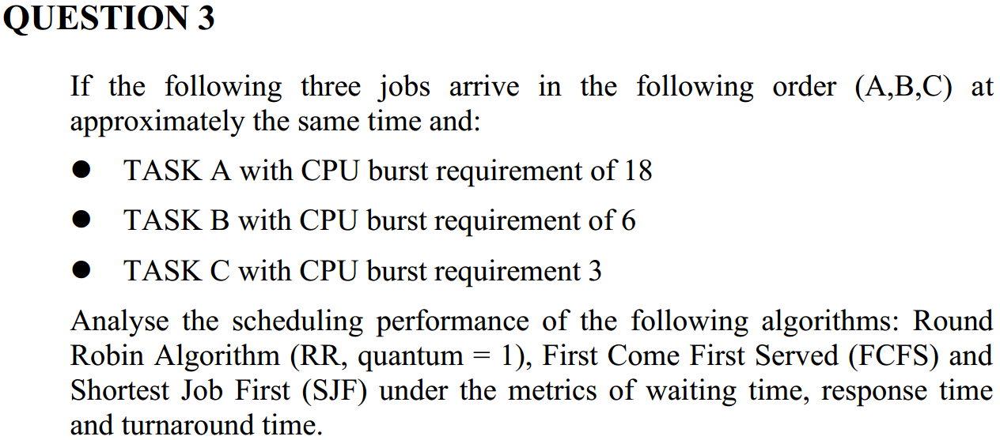 QUESTION 3
If the following three jobs arrive in the following order (A,B,C) at
approximately the same time and:
● TASK A with CPU burst requirement of 18
● TASK B with CPU burst requirement of 6
● TASK C with CPU burst requirement 3
Analyse the scheduling performance of the following algorithms: Round
Robin Algorithm (RR, quantum = 1), First Come First Served (FCFS) and
Shortest Job First (SJF) under the metrics of waiting time, response time
and turnaround time.